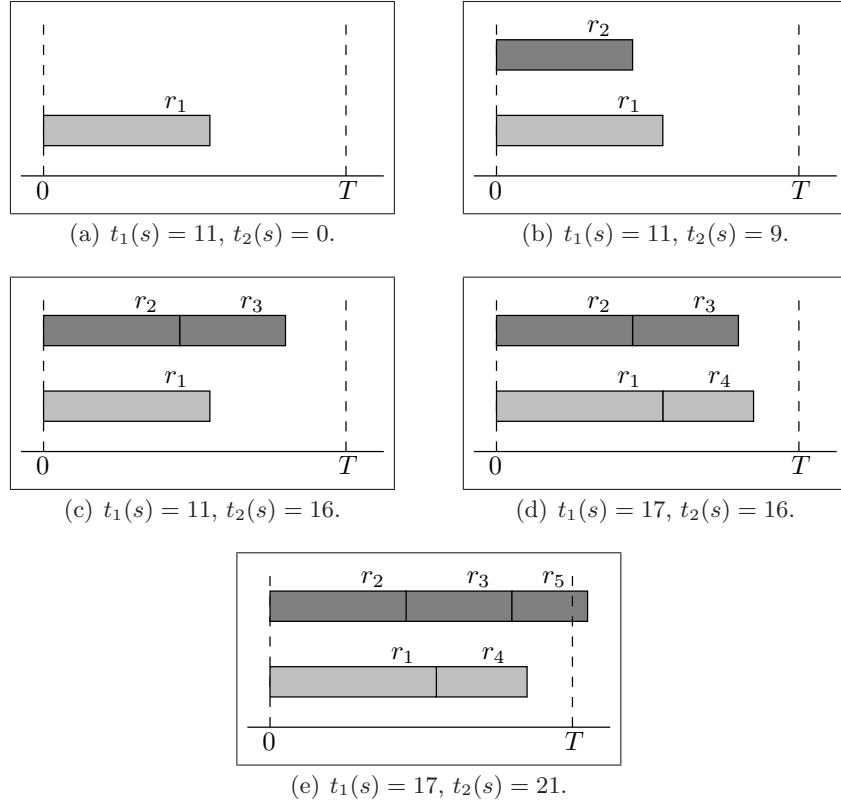 r₁
0 T
(a) t₁(s) = 11, t₂(s) = 0.
r₂
r₁
0 T
(b) t₁(s) = 11, t₂(s) = 9.
r₂ r₃
r₁
0 T
(c) t₁(s) = 11, t₂(s) = 16.
r₂ r₃
r₁ r₄
0 T
(d) t₁(s) = 17, t₂(s) = 16.
r₂ r₃ r₅
r₁ r₄
0 T
(e) t₁(s) = 17, t₂(s) = 21.